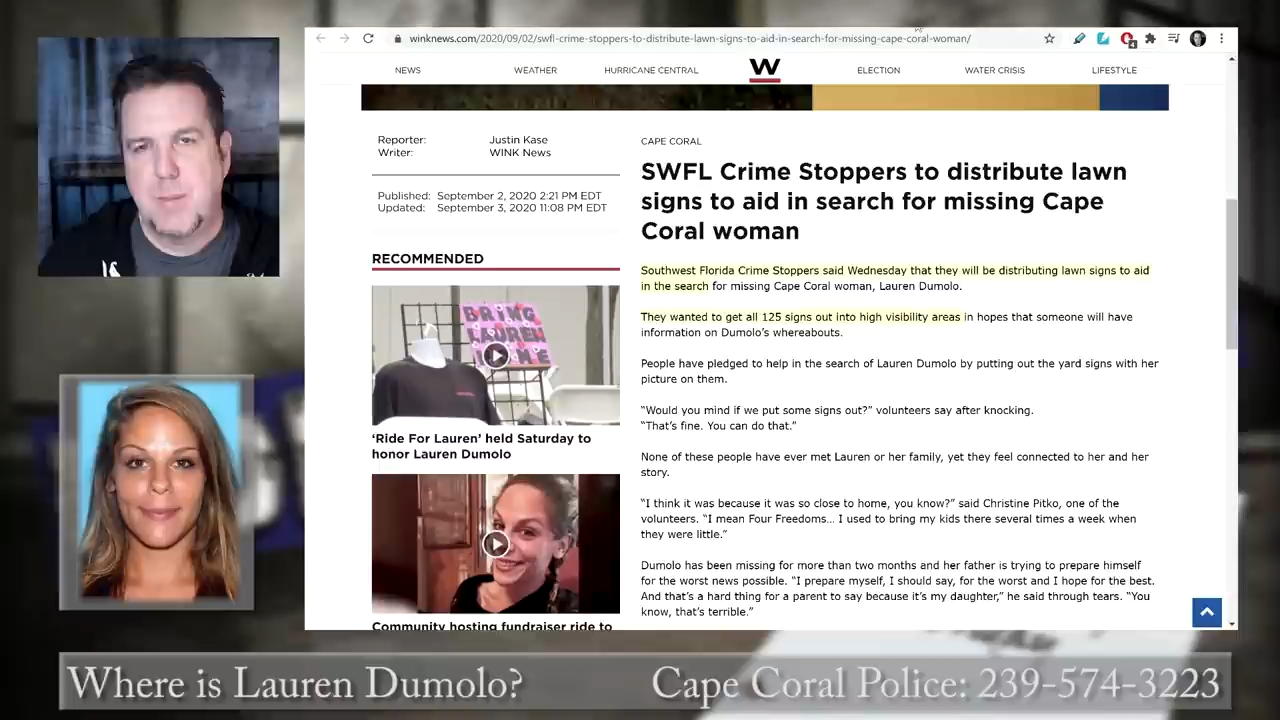 winknews.com/2020/09/02/swfl-crime-stoppers-to-distribute-lawn-signs-to-aid-in-search-for-missing-cape-coral-woman/
4
NEWS
WEATHER
HURRICANE CENTRAL
W
ELECTION
WATER CRISIS
LIFESTYLE
Reporter: Justin Kase
Writer: WINK News
Published: September 2, 2020 2:21 PM EDT
Updated: September 3, 2020 11:08 PM EDT
RECOMMENDED
BRING
LAUREN
HOME
‘Ride For Lauren’ held Saturday to
honor Lauren Dumolo
Community hosting fundraiser ride to
CAPE CORAL
SWFL Crime Stoppers to distribute lawn
signs to aid in search for missing Cape
Coral woman
Southwest Florida Crime Stoppers said Wednesday that they will be distributing lawn signs to aid
in the search for missing Cape Coral woman, Lauren Dumolo.
They wanted to get all 125 signs out into high visibility areas in hopes that someone will have
information on Dumolo’s whereabouts.
People have pledged to help in the search of Lauren Dumolo by putting out the yard signs with her
picture on them.
“Would you mind if we put some signs out?” volunteers say after knocking.
“That’s fine. You can do that.”
None of these people have ever met Lauren or her family, yet they feel connected to her and her
story.
“I think it was because it was so close to home, you know?” said Christine Pitko, one of the
volunteers. “I mean Four Freedoms… I used to bring my kids there several times a week when
they were little.”
Dumolo has been missing for more than two months and her father is trying to prepare himself
for the worst news possible. “I prepare myself, I should say, for the worst and I hope for the best.
And that’s a hard thing for a parent to say because it’s my daughter,” he said through tears. “You
know, that’s terrible.”
Where is Lauren Dumolo?
Cape Coral Police: 239-574-3223